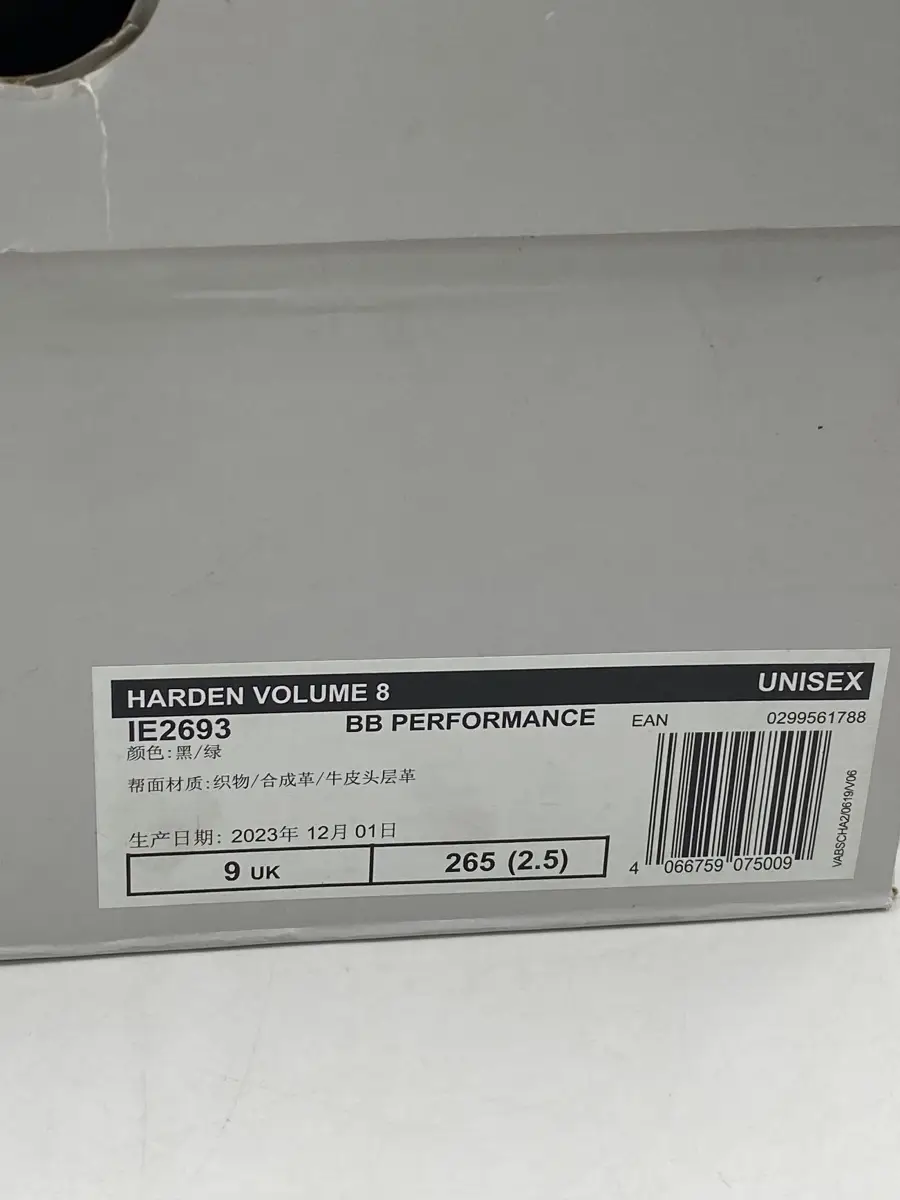 HARDEN VOLUME 8 UNISEX
IE2693 BB PERFORMANCE EAN 0299561788
颜色:黑/绿
帮面材质:织物/合成革/牛皮头层革
生产日期: 2023年 12月 01日
9 UK 265 (2.5)
4 066759 075009
VABSCHA2/0619/V06